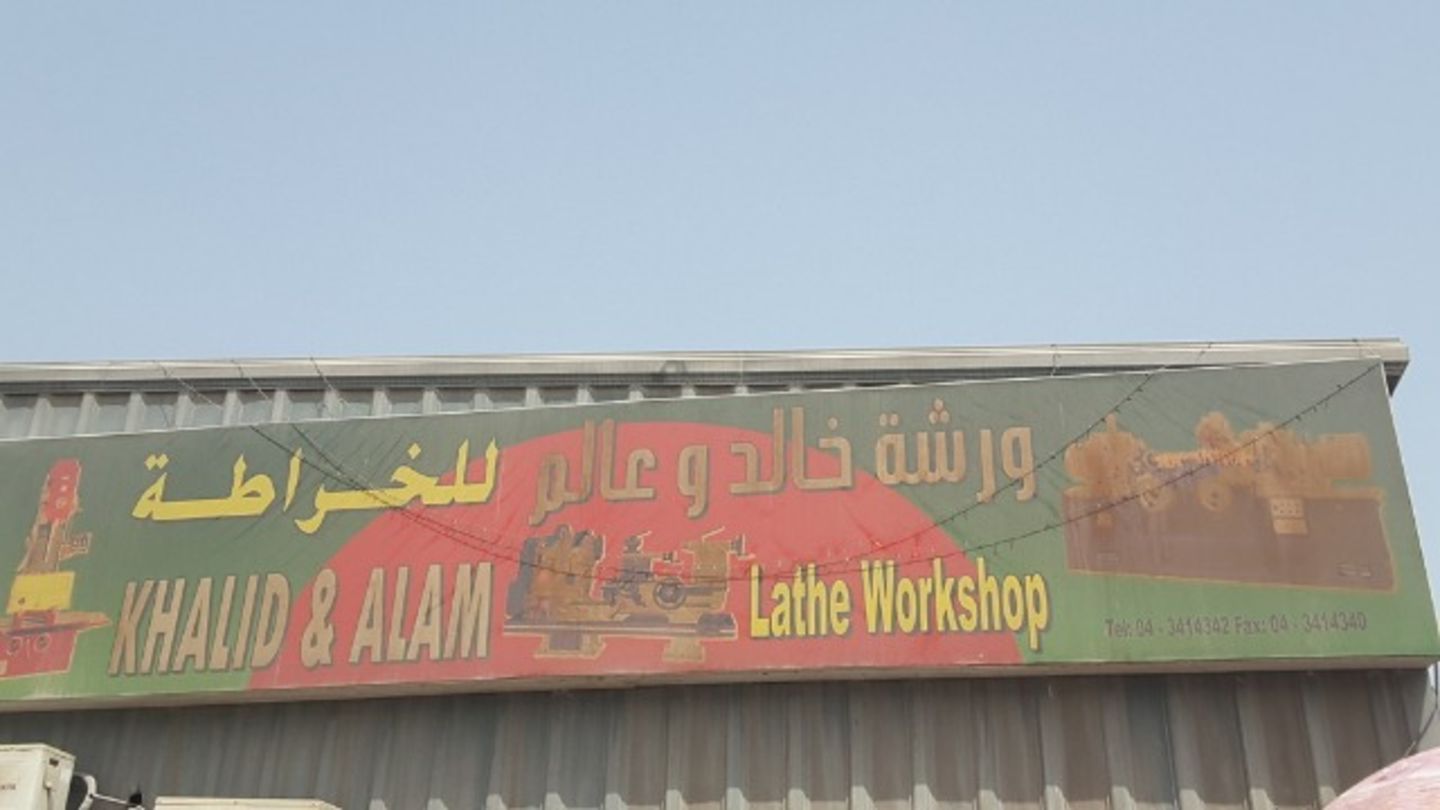 ورشة خالد و عالم للخراطة
KHALID & ALAM Lathe Workshop
Tel: 04 - 3414342 Fax: 04 - 3414340